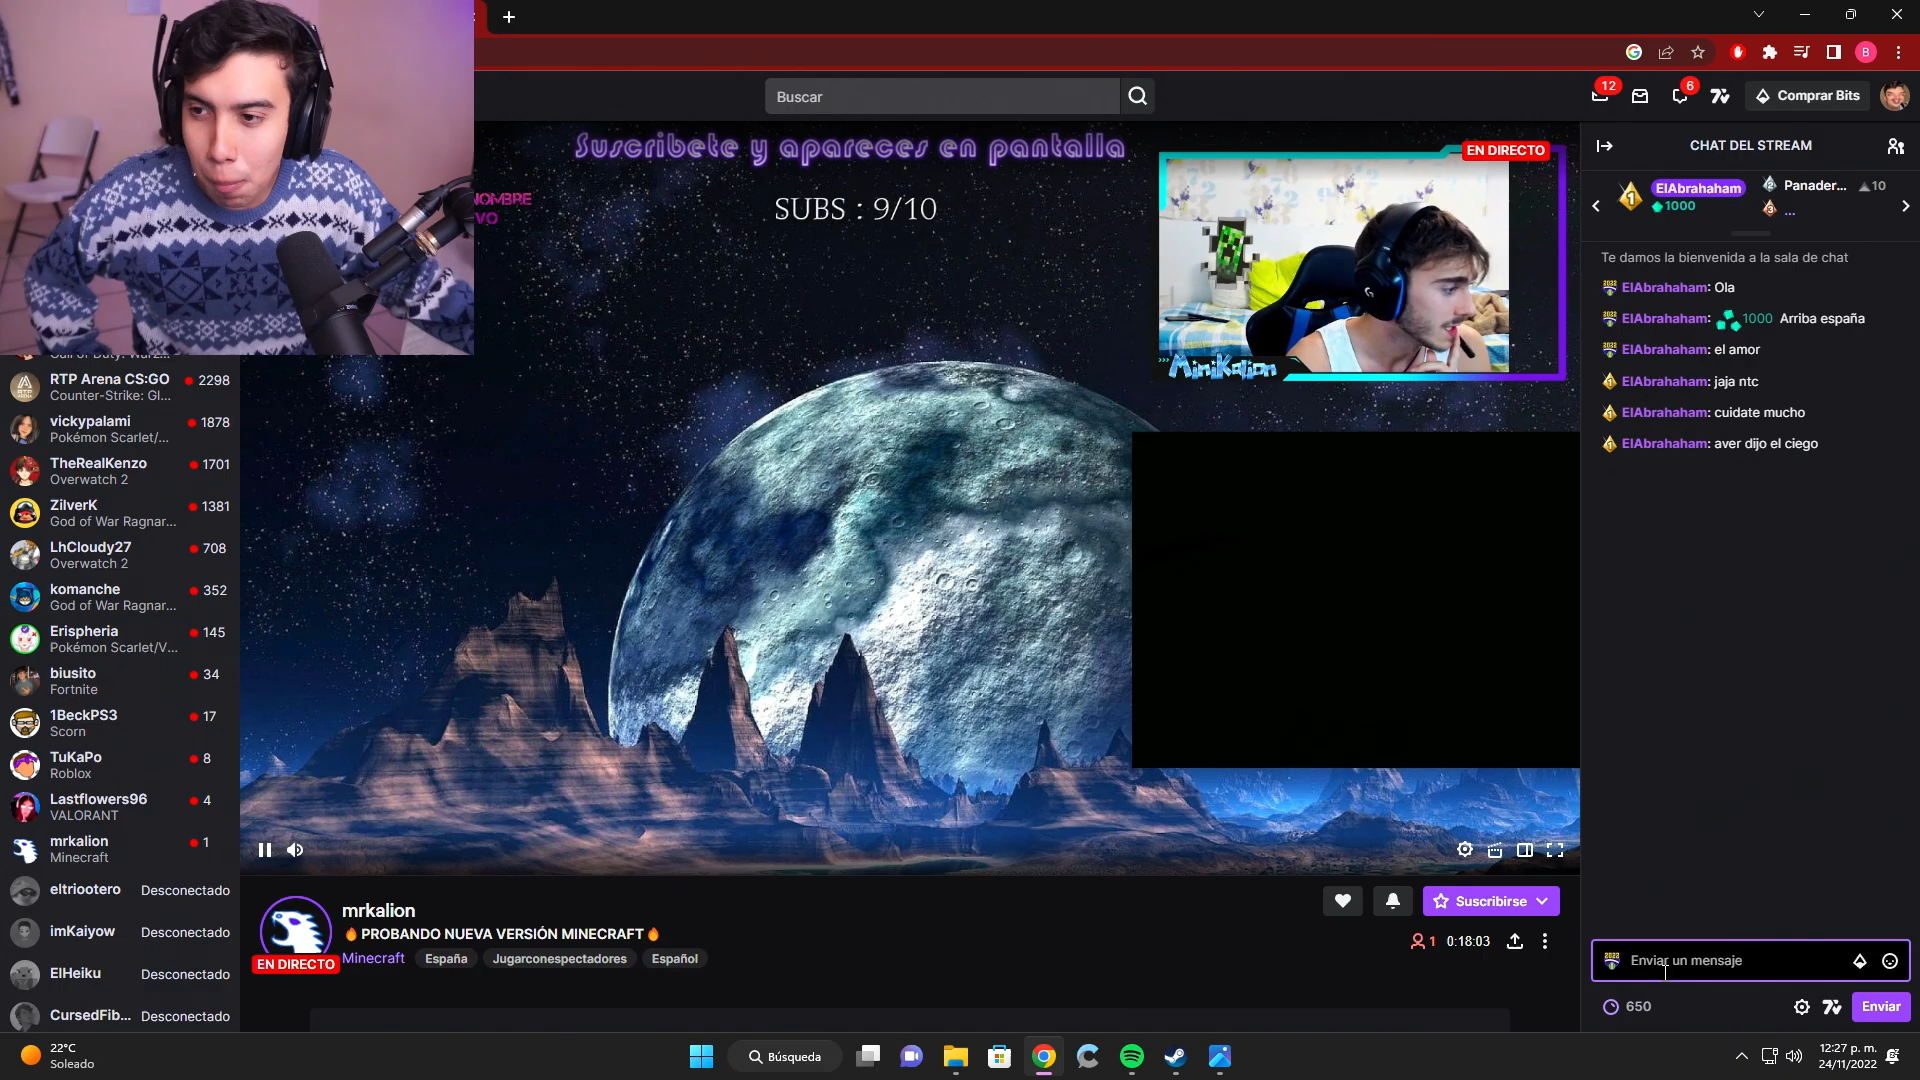 Buscar
12
6
Comprar Bits
Suscribete y apareces en pantalla
NOMBRE
VO
SUBS : 9/10
EN DIRECTO
MiniKalion
CHAT DEL STREAM
1
ElAbrahaham
1000
2
Panader...
10
3
...
Te damos la bienvenida a la sala de chat
ElAbrahaham: Ola
ElAbrahaham: 1000 Arriba españa
ElAbrahaham: el amor
ElAbrahaham: jaja ntc
ElAbrahaham: cuidate mucho
ElAbrahaham: aver dijo el ciego
RTP Arena CS:GO 2298
Counter-Strike: Gl...
vickypalami 1878
Pokémon Scarlet/...
TheRealKenzo 1701
Overwatch 2
ZilverK 1381
God of War Ragnar...
LhCloudy27 708
Overwatch 2
komanche 352
God of War Ragnar...
Erispheria 145
Pokémon Scarlet/V...
biusito 34
Fortnite
1BeckPS3 17
Scorn
TuKaPo 8
Roblox
Lastflowers96 4
VALORANT
mrkalion 1
Minecraft
eltriootero Desconectado
imKaiyow Desconectado
ElHeiku Desconectado
CursedFib... Desconectado
mrkalion
PROBANDO NUEVA VERSIÓN MINECRAFT
EN DIRECTO
Minecraft España Jugarconespectadores Español
Suscribirse
1 0:18:03
Enviar un mensaje
650
Enviar
22°C
Soleado
Búsqueda
12:27 p. m.
24/11/2022